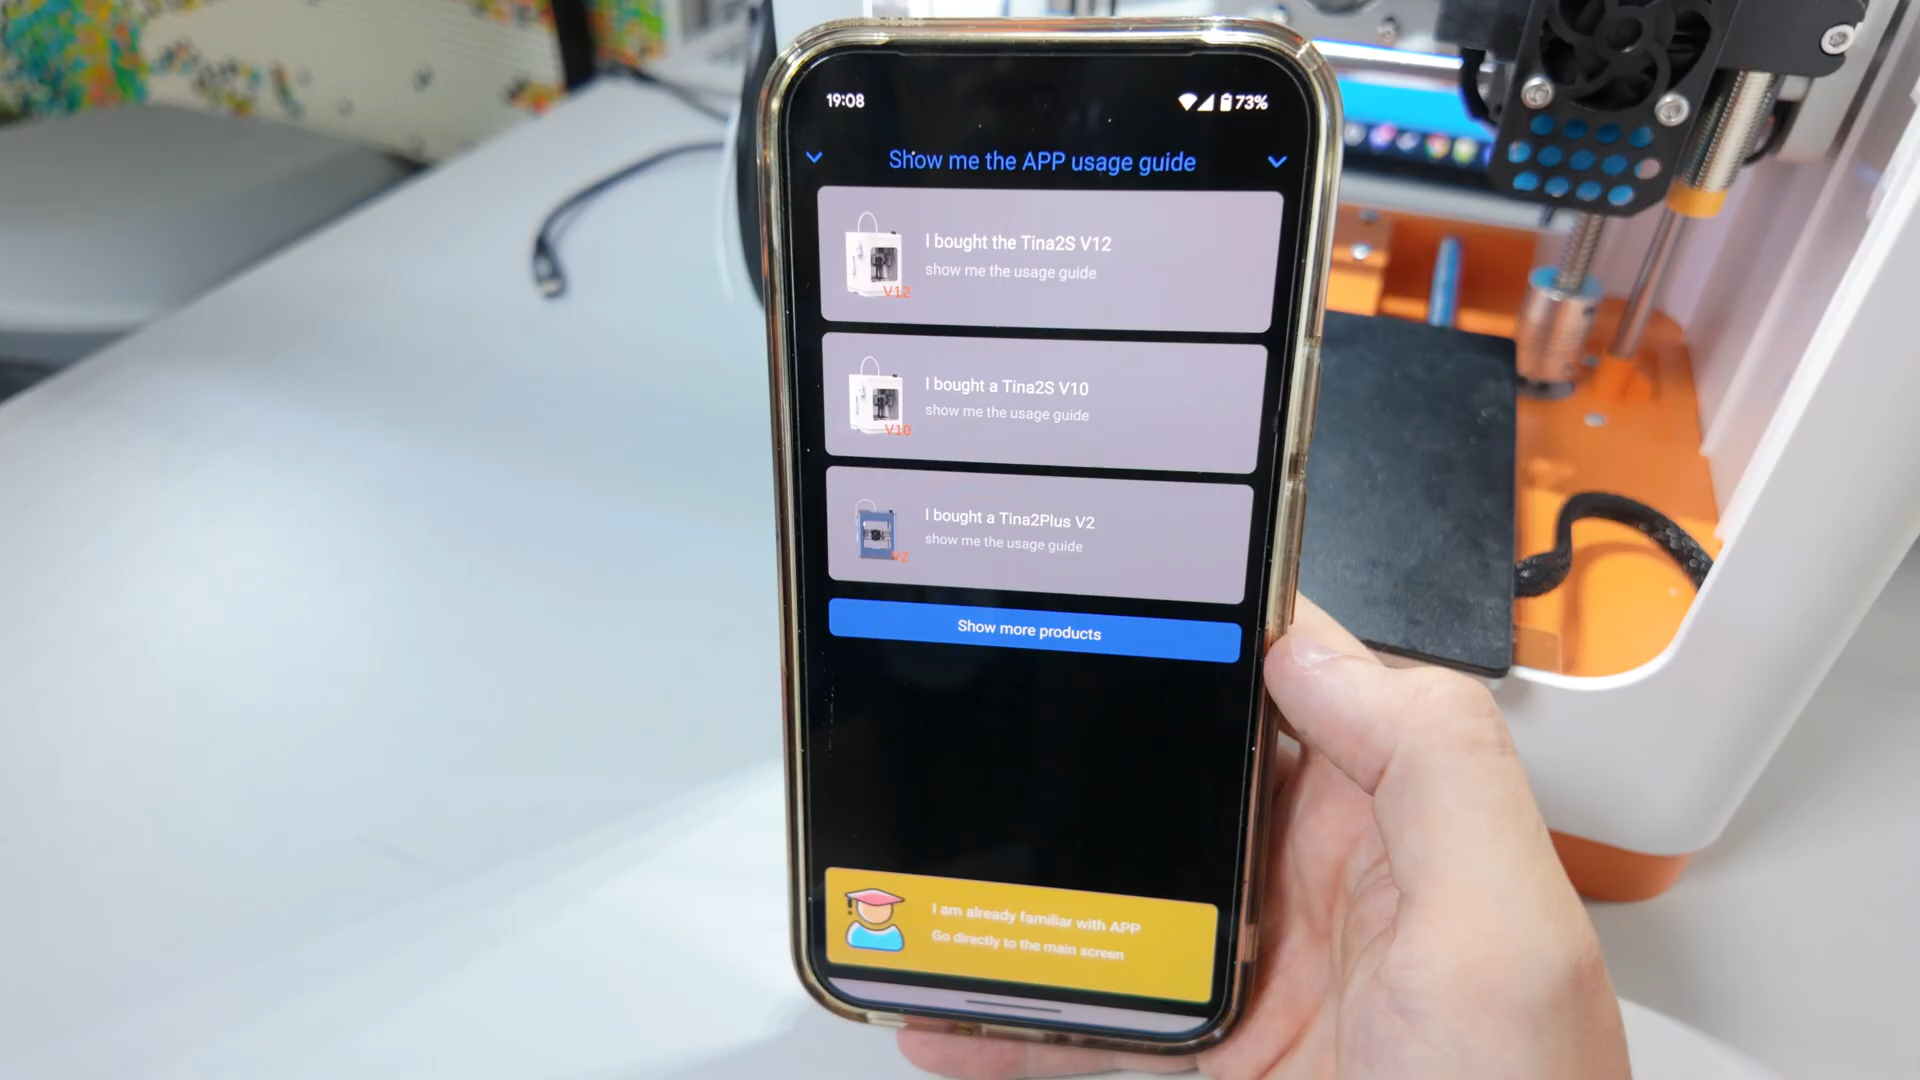 19:08
73%
Show me the APP usage guide
I bought the Tina2S V12
show me the usage guide
V12
I bought a Tina2S V10
show me the usage guide
V10
I bought a Tina2Plus V2
show me the usage guide
V2
Show more products
I am already familiar with APP
Go directly to the main screen